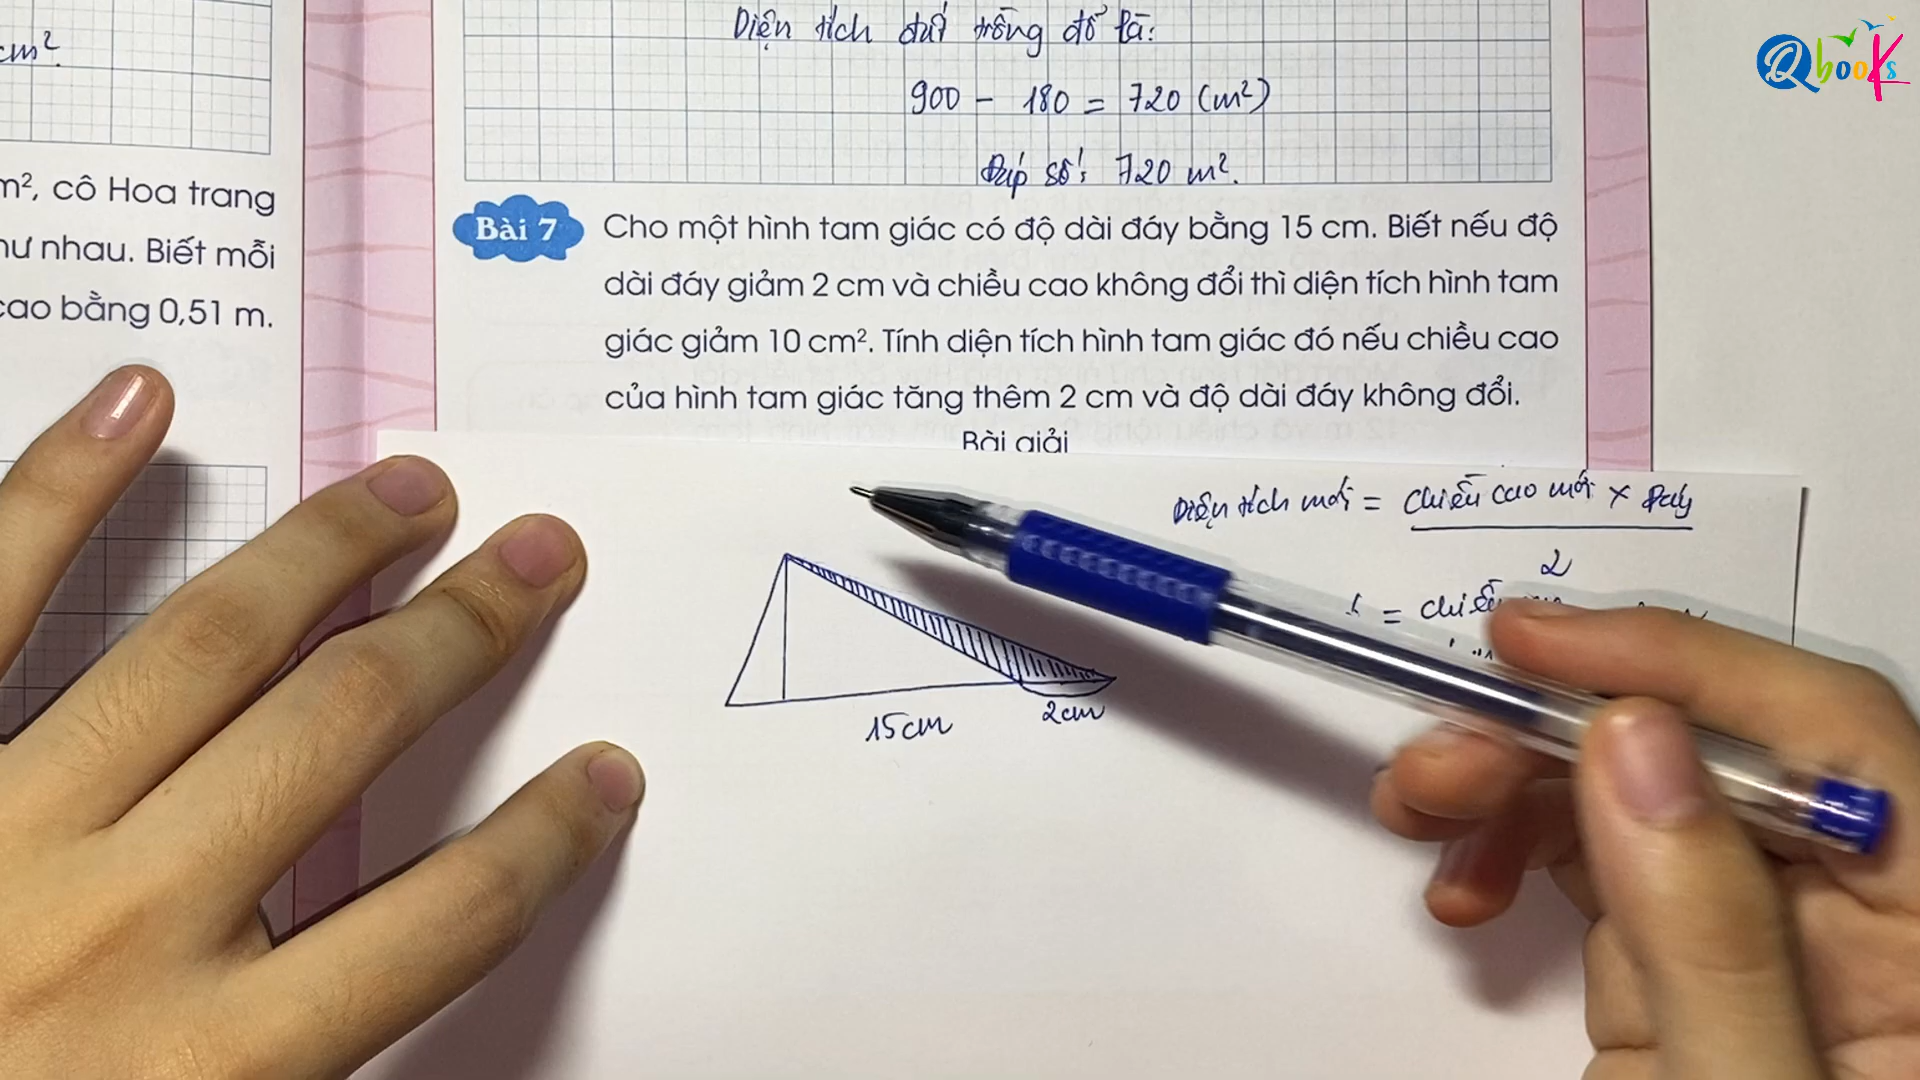 Qbooks
cm².
m², cô Hoa trang
hư nhau. Biết mỗi
cao bằng 0,51 m.
Diện tích đất trồng đỗ là:
900 - 180 = 720 (m²)
Đáp số: 720 m².
Bài 7 Cho một hình tam giác có độ dài đáy bằng 15 cm. Biết nếu độ
dài đáy giảm 2 cm và chiều cao không đổi thì diện tích hình tam
giác giảm 10 cm². Tính diện tích hình tam giác đó nếu chiều cao
của hình tam giác tăng thêm 2 cm và độ dài đáy không đổi.
Bài giải
Diện tích mới = chiều cao mới × Đáy
2
= chiều
15cm
2cm